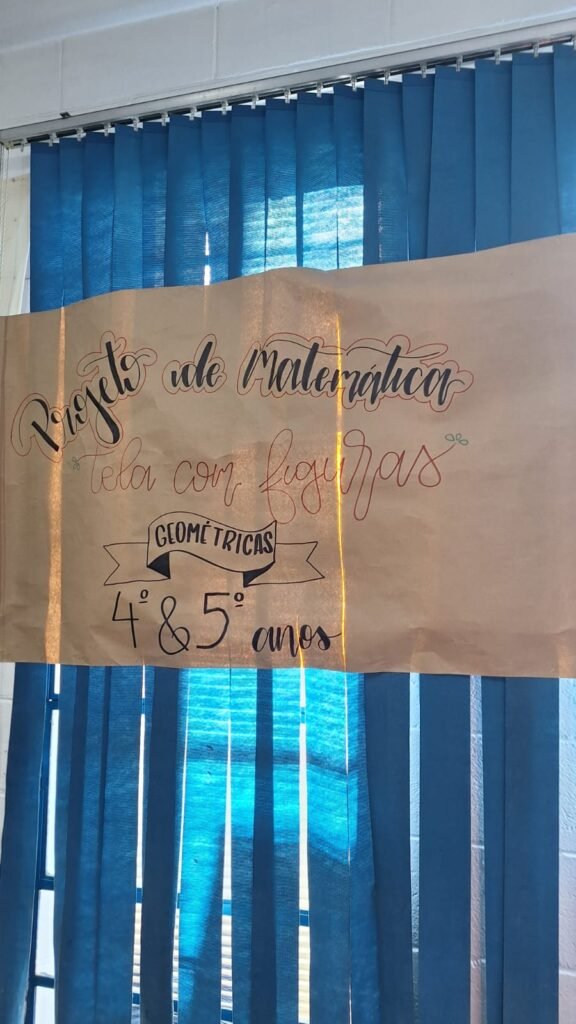 Projeto de Matemática
tela com figuras
GEOMÉTRICAS
4º & 5º anos